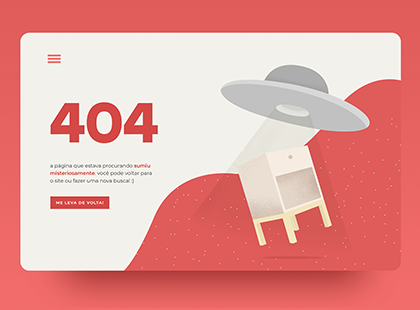 404
a página que estava procurando sumiu
misteriosamente. você pode voltar para
o site ou fazer uma nova busca! :)
ME LEVA DE VOLTA!